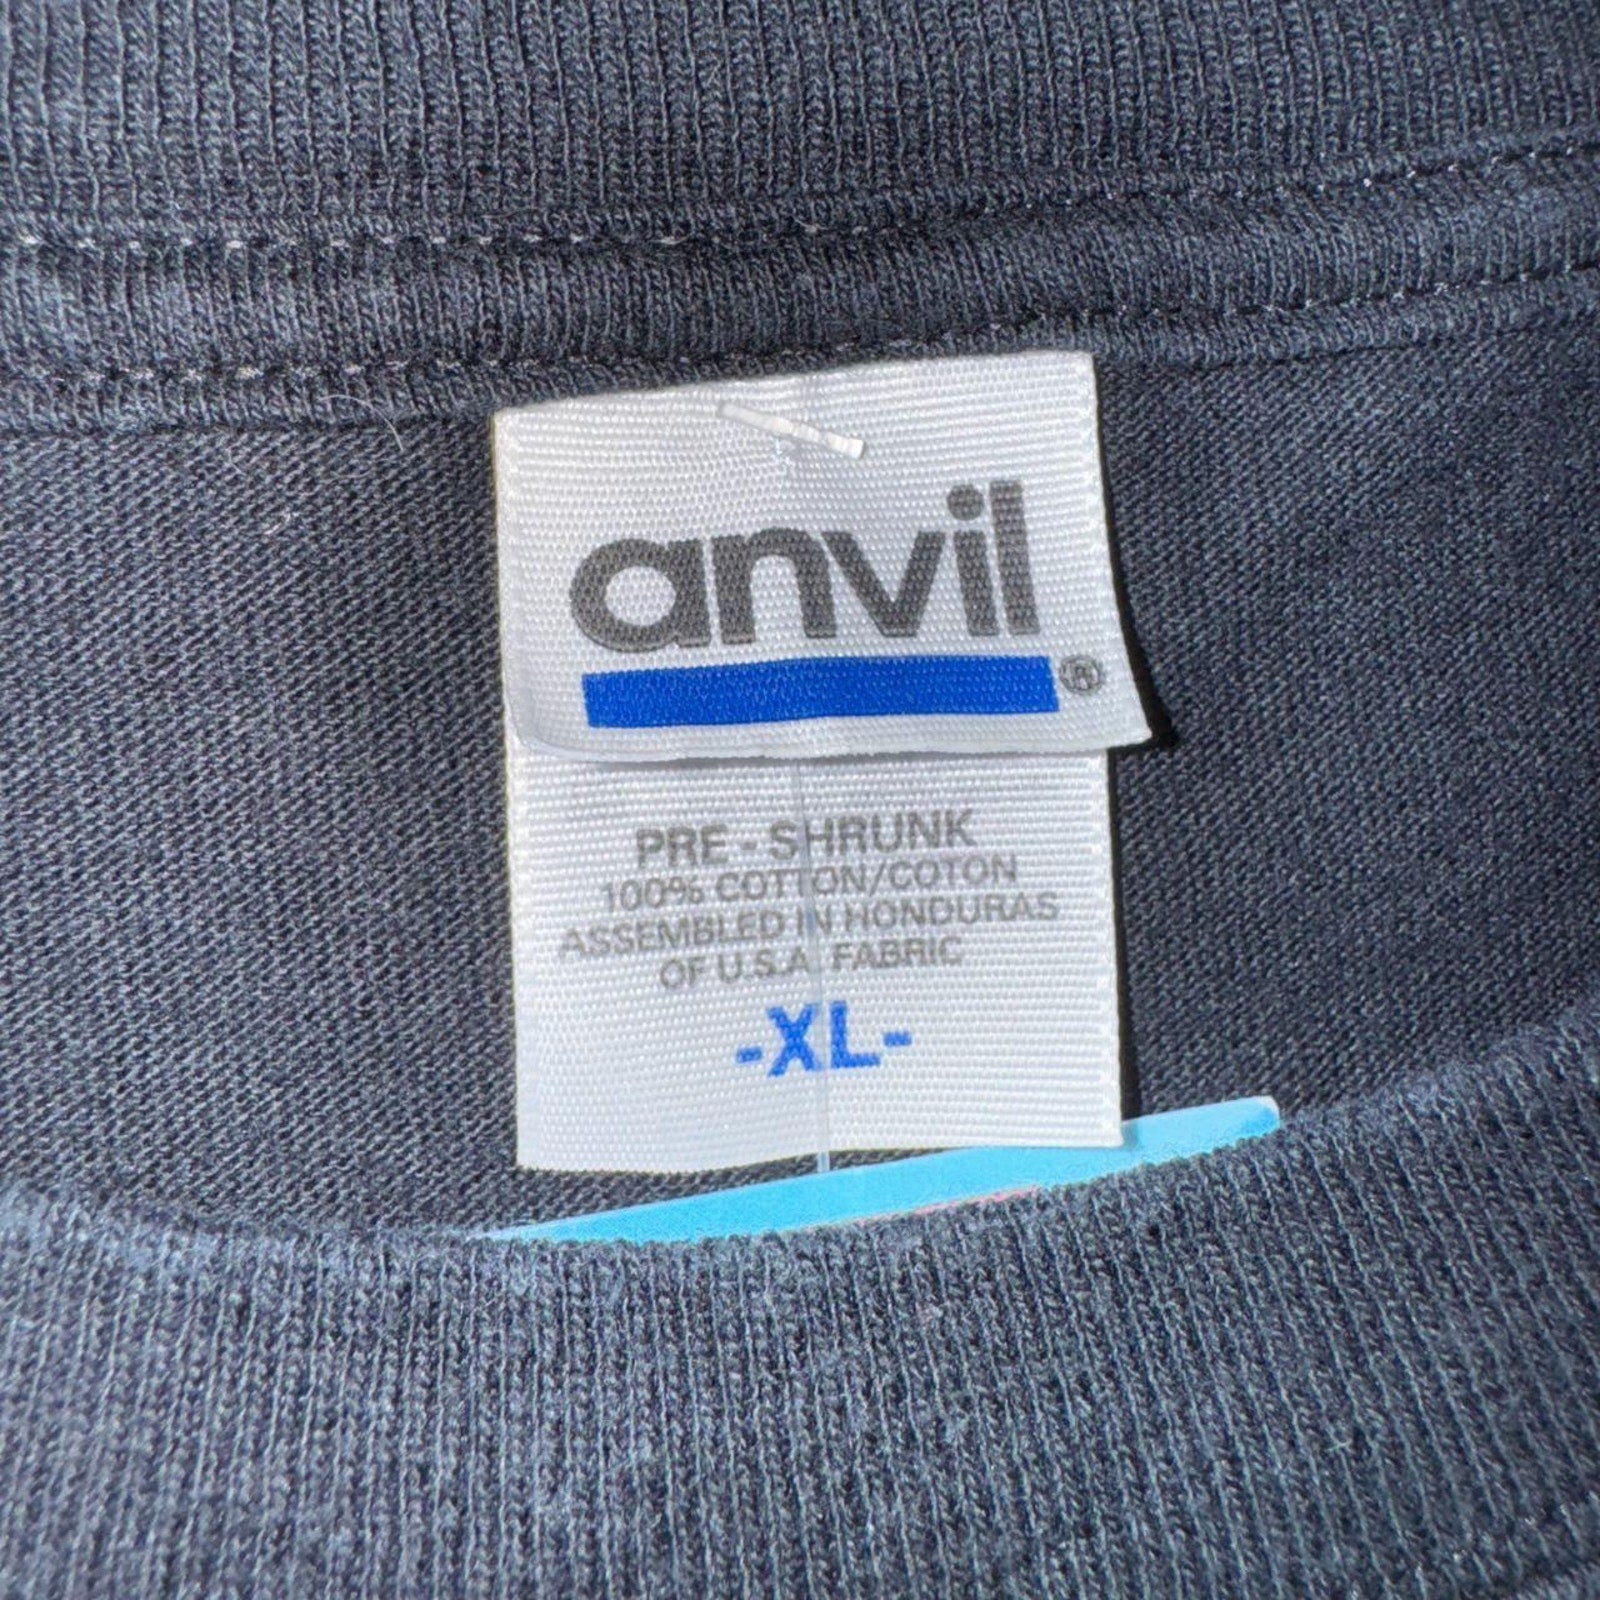 anvil®
PRE-SHRUNK
100% COTTON/COTON
ASSEMBLED IN HONDURAS
OF U.S.A. FABRIC
-XL-